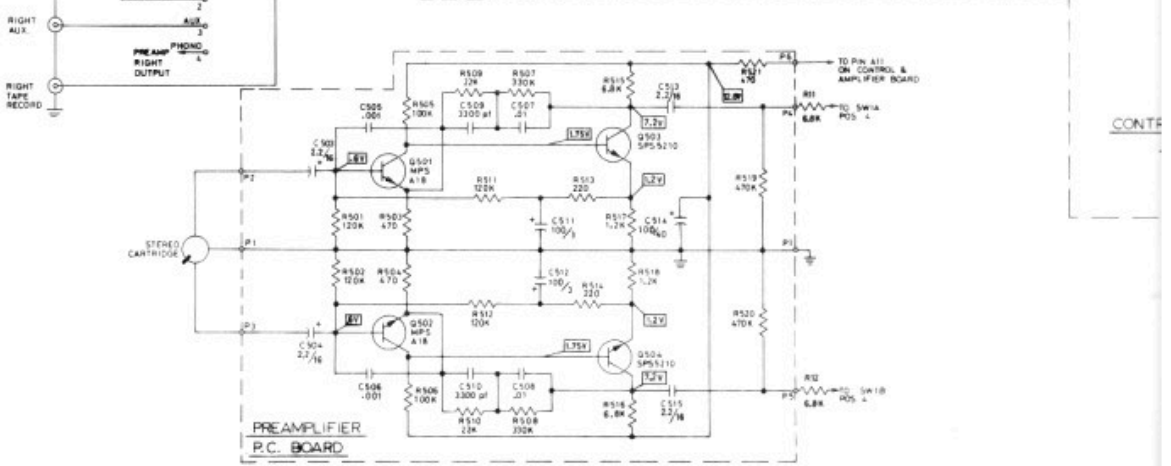 2
RIGHT
AUX.
AUX
3
PREAMP PHONO
RIGHT 4
OUTPUT
RIGHT
TAPE
RECORD
P6
TO PIN A11
ON CONTROL &
AMPLIFIER BOARD
R521
470
12.8V
R509
22K
R507
330K
R515
6.8K
C513
2.2/16
R11
6.8K
P4
TO SW1A
POS. 4
C505
.001
R505
100K
C509
3300 pf
C507
.01
7.2V
1.75V
Q503
SPS5210
CONTR
C503
2.2/16
.6V
Q501
MPS
A18
P2
R511
120K
R513
220
1.2V
R519
470K
R501
120K
R503
470
C511
100/3
R517
1.2K
C514
100/40
STEREO
CARTRIDGE
P1
P1
R502
120K
R504
470
C512
100/3
R514
220
R518
1.2K
R512
120K
R520
470K
P3
.6V
Q502
MPS
A18
1.2V
C504
2.2/16
1.75V
Q504
SPS5210
C506
.001
R506
100K
C510
3300 pf
C508
.01
7.2V
R12
6.8K
P5
TO SW1B
POS. 4
R510
22K
R508
330K
R516
6.8K
C515
2.2/16
PREAMPLIFIER
P.C. BOARD